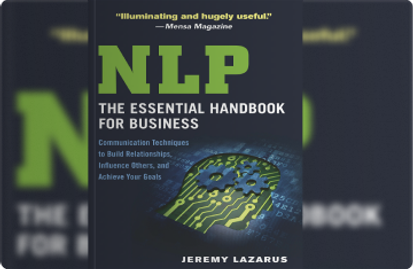 “Illuminating and hugely useful.”
—Mensa Magazine
NLP
THE ESSENTIAL HANDBOOK
FOR BUSINESS
Communication Techniques
to Build Relationships,
Influence Others, and
Achieve Your Goals
JEREMY LAZARUS